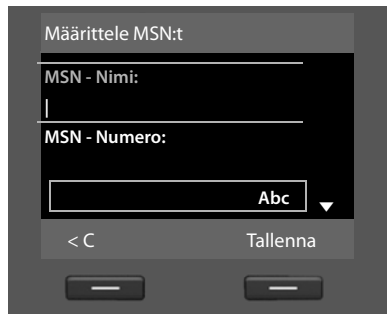 Määrittele MSN:t
MSN - Nimi:
MSN - Numero:
Abc
< C Tallenna